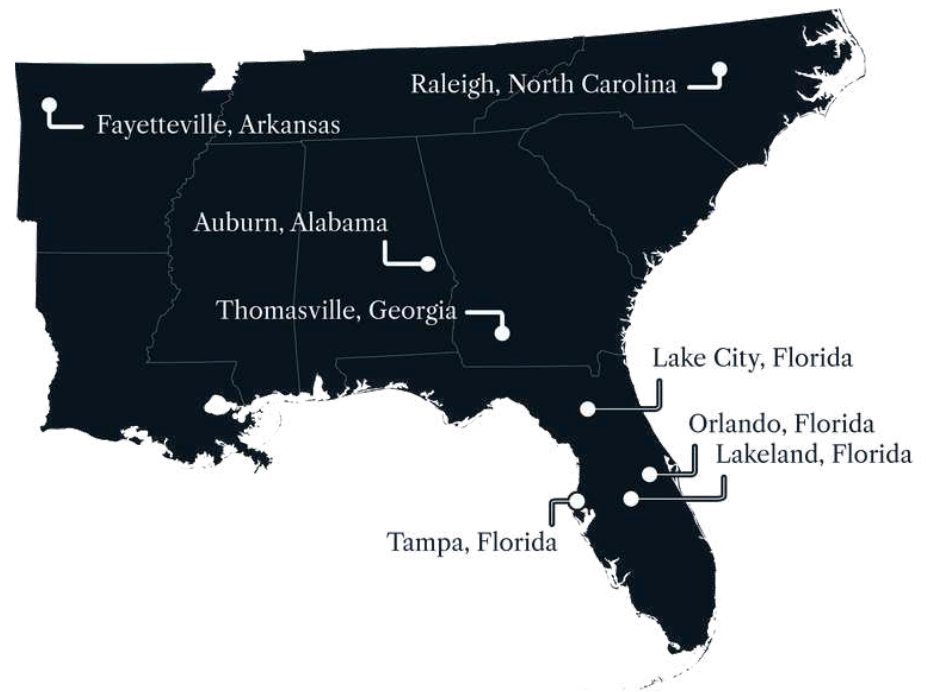 Raleigh, North Carolina
Fayetteville, Arkansas
Auburn, Alabama
Thomasville, Georgia
Lake City, Florida
Orlando, Florida
Lakeland, Florida
Tampa, Florida